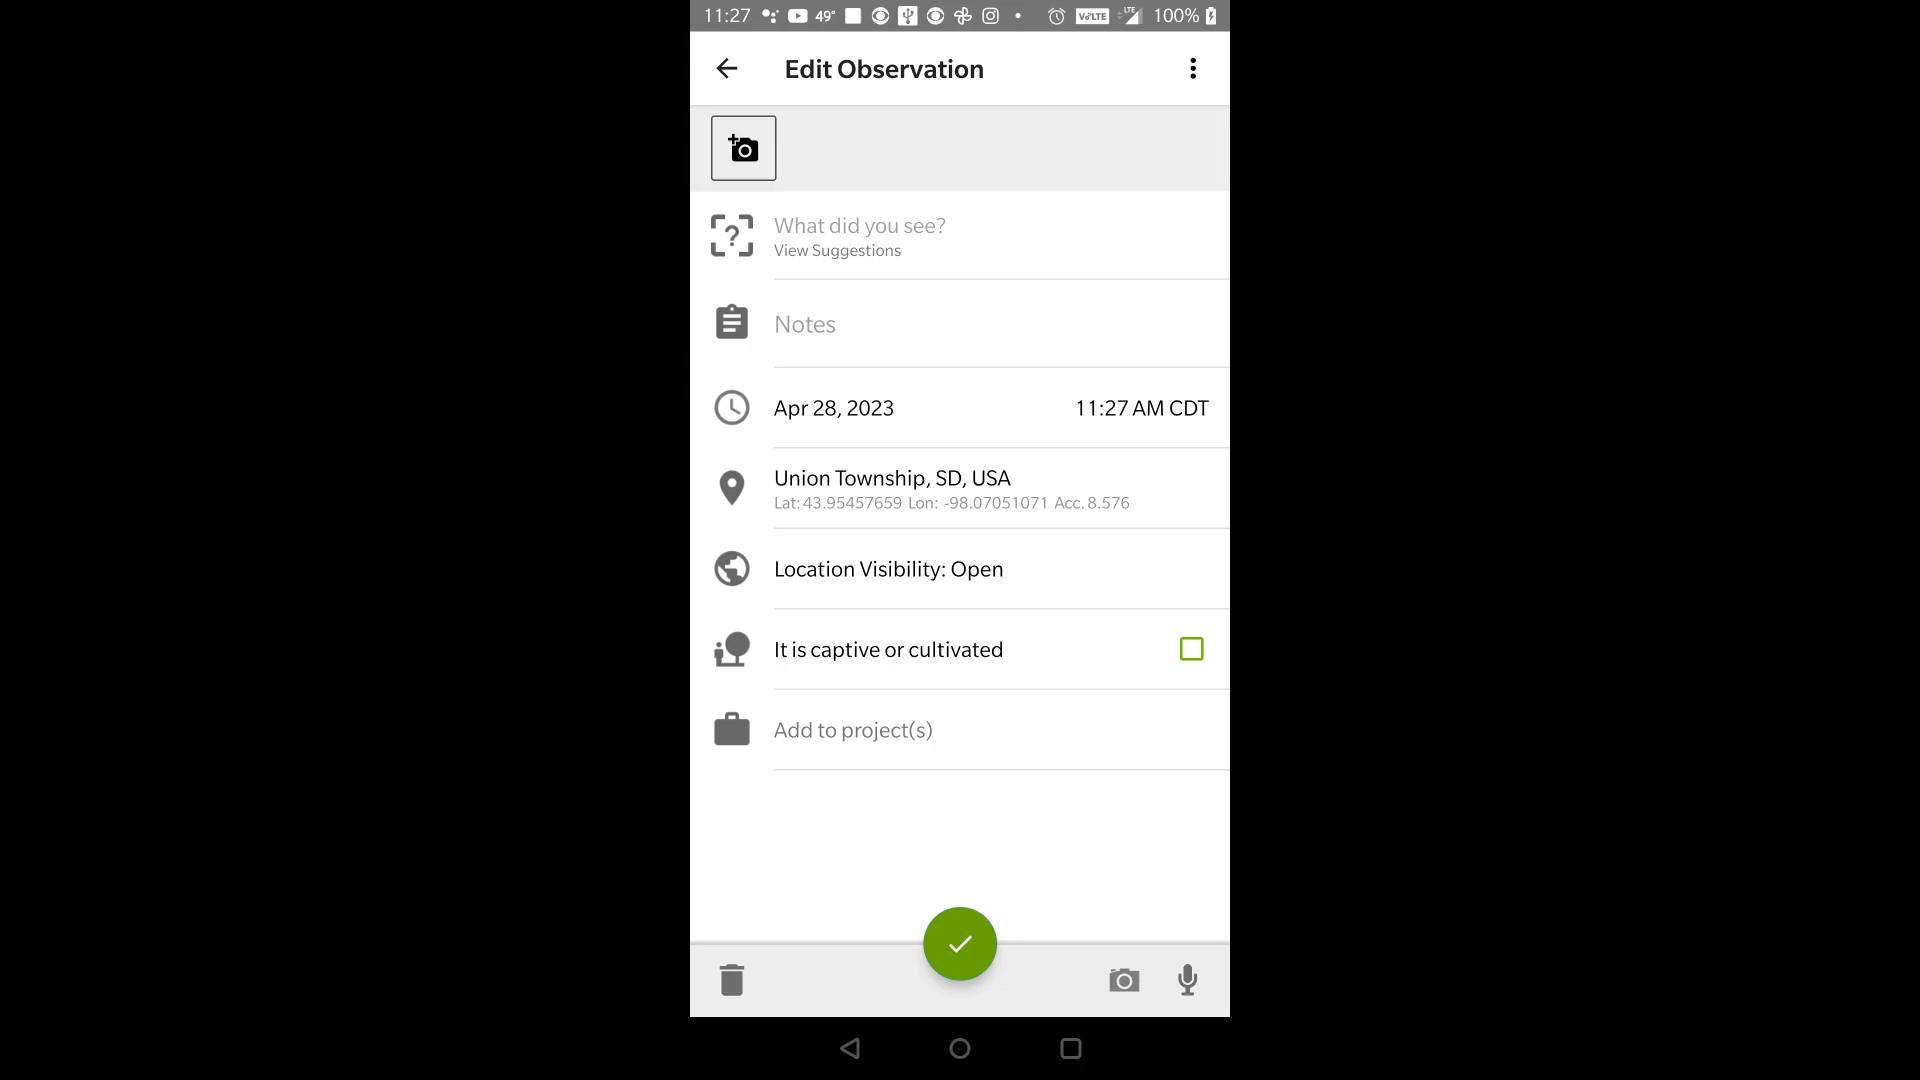 11:27 49° VoLTE LTE 100%
Edit Observation
What did you see?
View Suggestions
Notes
Apr 28, 2023 11:27 AM CDT
Union Township, SD, USA
Lat: 43.95457659 Lon: -98.07051071 Acc. 8.576
Location Visibility: Open
It is captive or cultivated
Add to project(s)